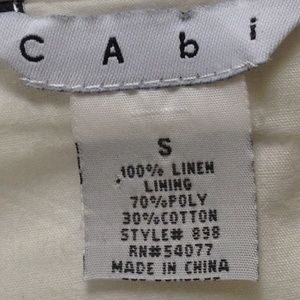 CAbi
S
100% LINEN
LINING
70%POLY
30%COTTON
STYLE# 898
RN#54077
MADE IN CHINA